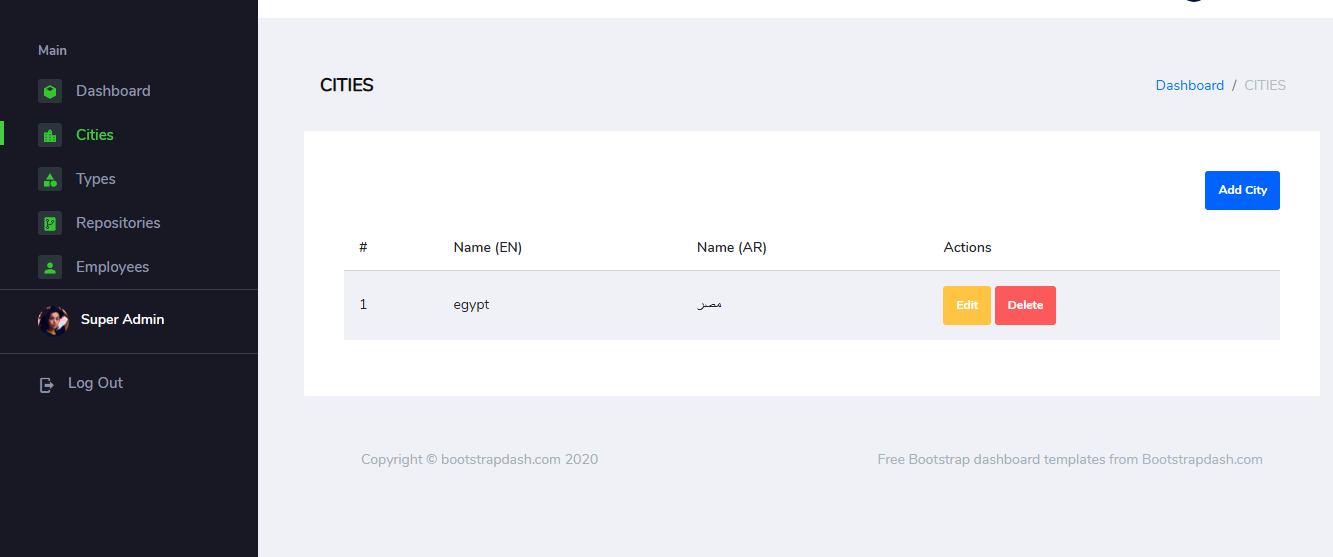 Main
Dashboard
Cities
Types
Repositories
Employees
Super Admin
Log Out
CITIES
Dashboard / CITIES
Add City
# Name (EN) Name (AR) Actions
1 egypt مصر Edit Delete
Copyright © bootstrapdash.com 2020
Free Bootstrap dashboard templates from Bootstrapdash.com